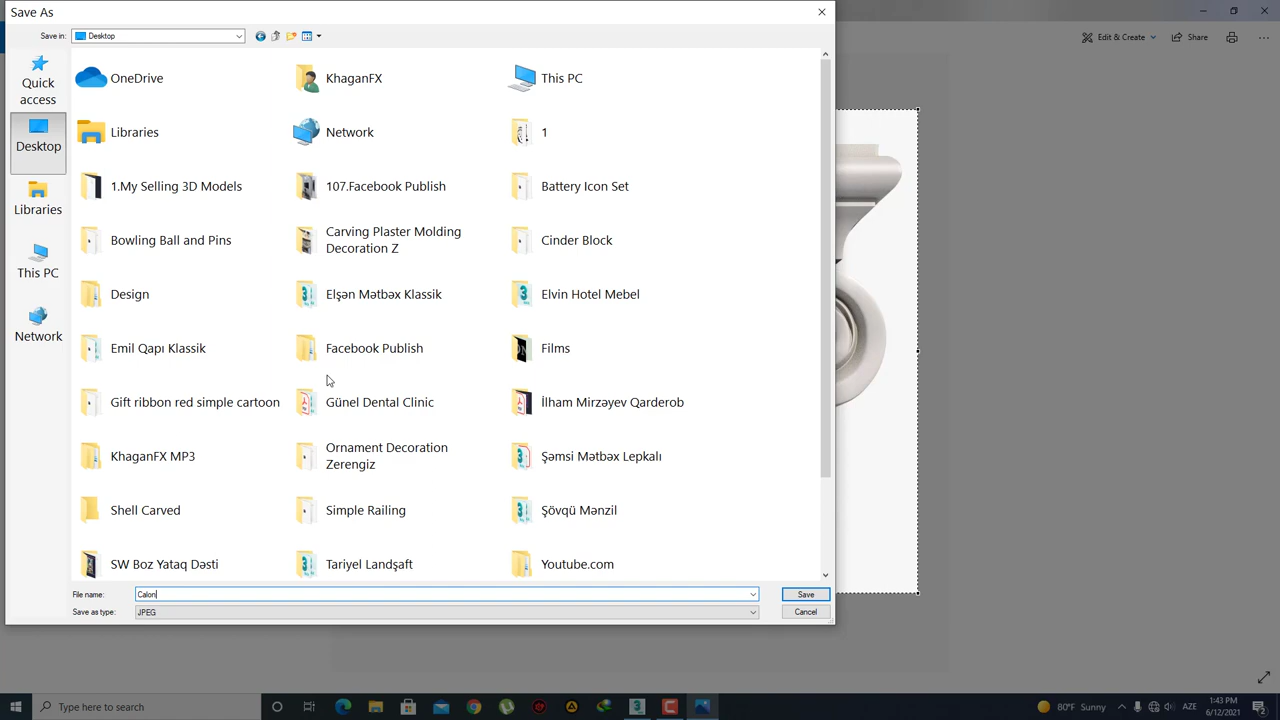 Save As
Save in:
Desktop
Edit & Create
Share
Quick
access
Desktop
Libraries
This PC
Network
OneDrive
KhaganFX
This PC
Libraries
Network
1
1.My Selling 3D Models
107.Facebook Publish
Battery Icon Set
Bowling Ball and Pins
Carving Plaster Molding
Decoration Z
Cinder Block
Design
Elşən Mətbəx Klassik
Elvin Hotel Mebel
Emil Qapı Klassik
Facebook Publish
Films
Gift ribbon red simple cartoon
Günel Dental Clinic
İlham Mirzəyev Qarderob
KhaganFX MP3
Ornament Decoration
Zerengiz
Şəmsi Mətbəx Lepkalı
Shell Carved
Simple Railing
Şövqü Mənzil
SW Boz Yataq Dəsti
Tariyel Landşaft
Youtube.com
File name:
Calon
Save
Save as type:
JPEG
Cancel
Type here to search
80°F Sunny
AZE
1:43 PM
6/12/2021
2